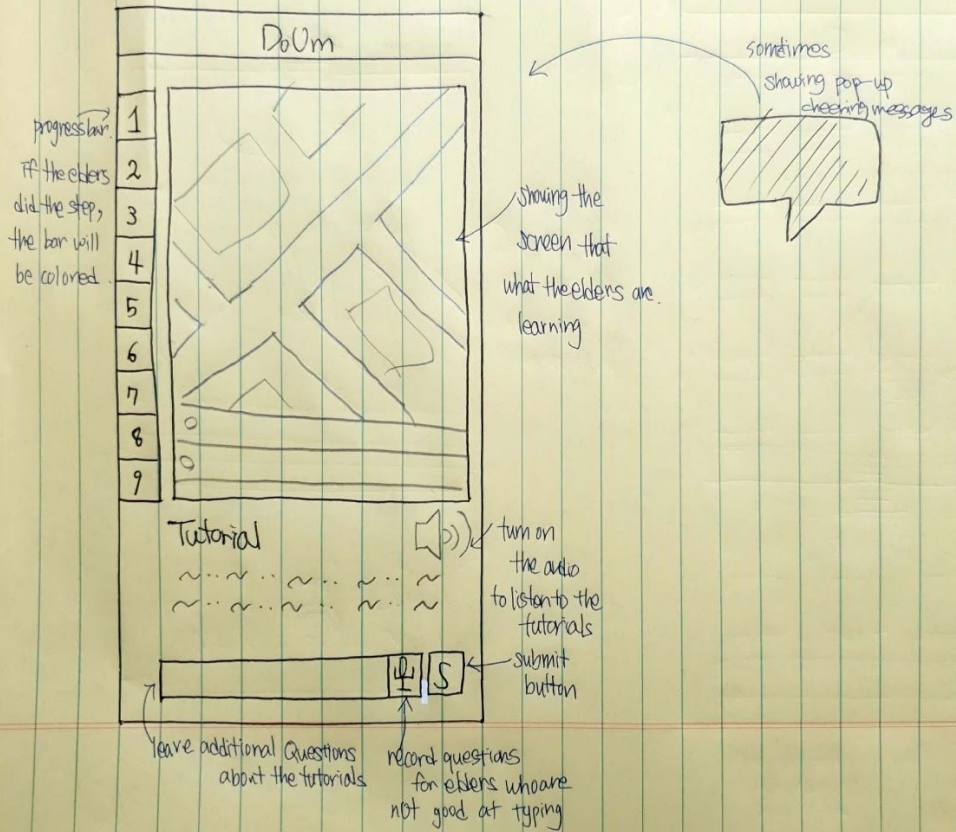 DoUm
progress bar.
If the elders
did the step,
the bar will
be colored.
1
2
3
4
5
6
7
8
9
sometimes
showing pop-up
cheering messages
showing the
screen that
what the elders are.
learning
Tutorial
turn on
the audio
to listen to the
tutorials
submit
button
S
leave additional Questions
about the tutorials
record questions
for elders who are
not good at typing